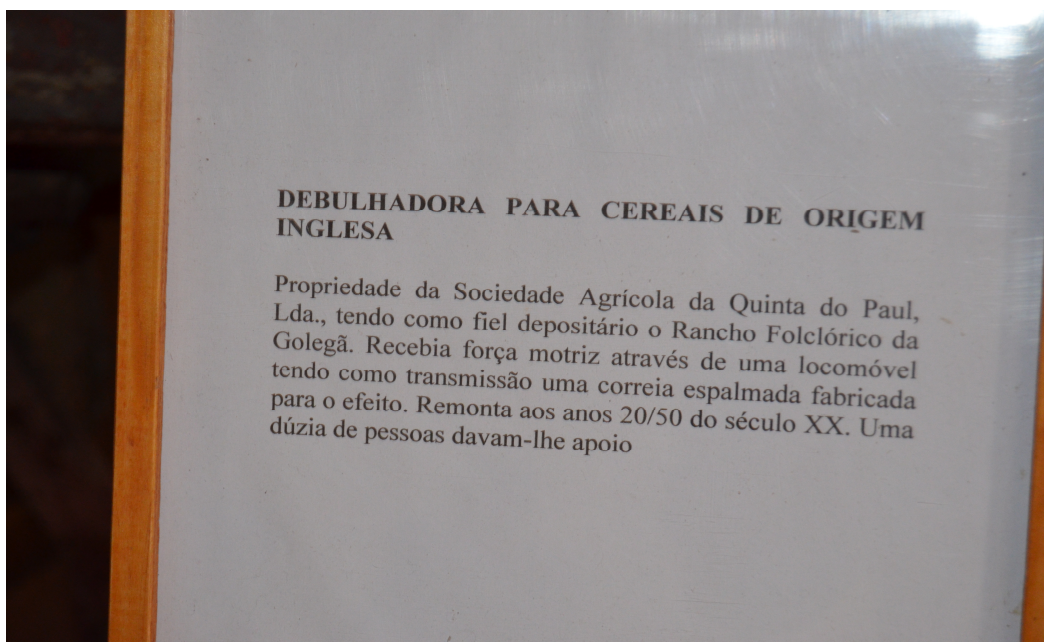 DEBULHADORA PARA CEREAIS DE ORIGEM
INGLESA
Propriedade da Sociedade Agrícola da Quinta do Paul,
Lda., tendo como fiel depositário o Rancho Folclórico da
Golegã. Recebia força motriz através de uma locomóvel
tendo como transmissão uma correia espalmada fabricada
para o efeito. Remonta aos anos 20/50 do século XX. Uma
dúzia de pessoas davam-lhe apoio